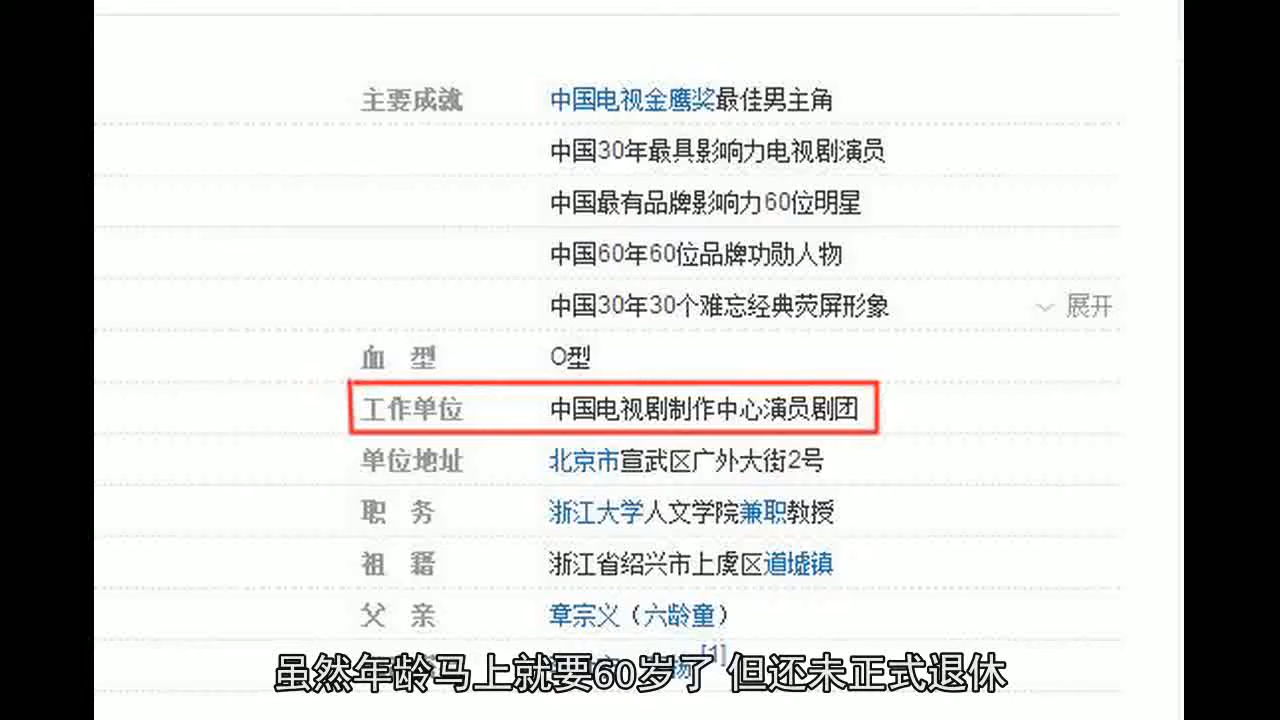 主要成就 中国电视金鹰奖最佳男主角
中国30年最具影响力电视剧演员
中国最有品牌影响力60位明星
中国60年60位品牌功勋人物
中国30年30个难忘经典荧屏形象 展开
血 型 O型
工作单位 中国电视剧制作中心演员剧团
单位地址 北京市宣武区广外大街2号
职 务 浙江大学人文学院兼职教授
祖 籍 浙江省绍兴市上虞区道墟镇
父 亲 章宗义（六龄童）
[1]
虽然年龄马上就要60岁了 但还未正式退休